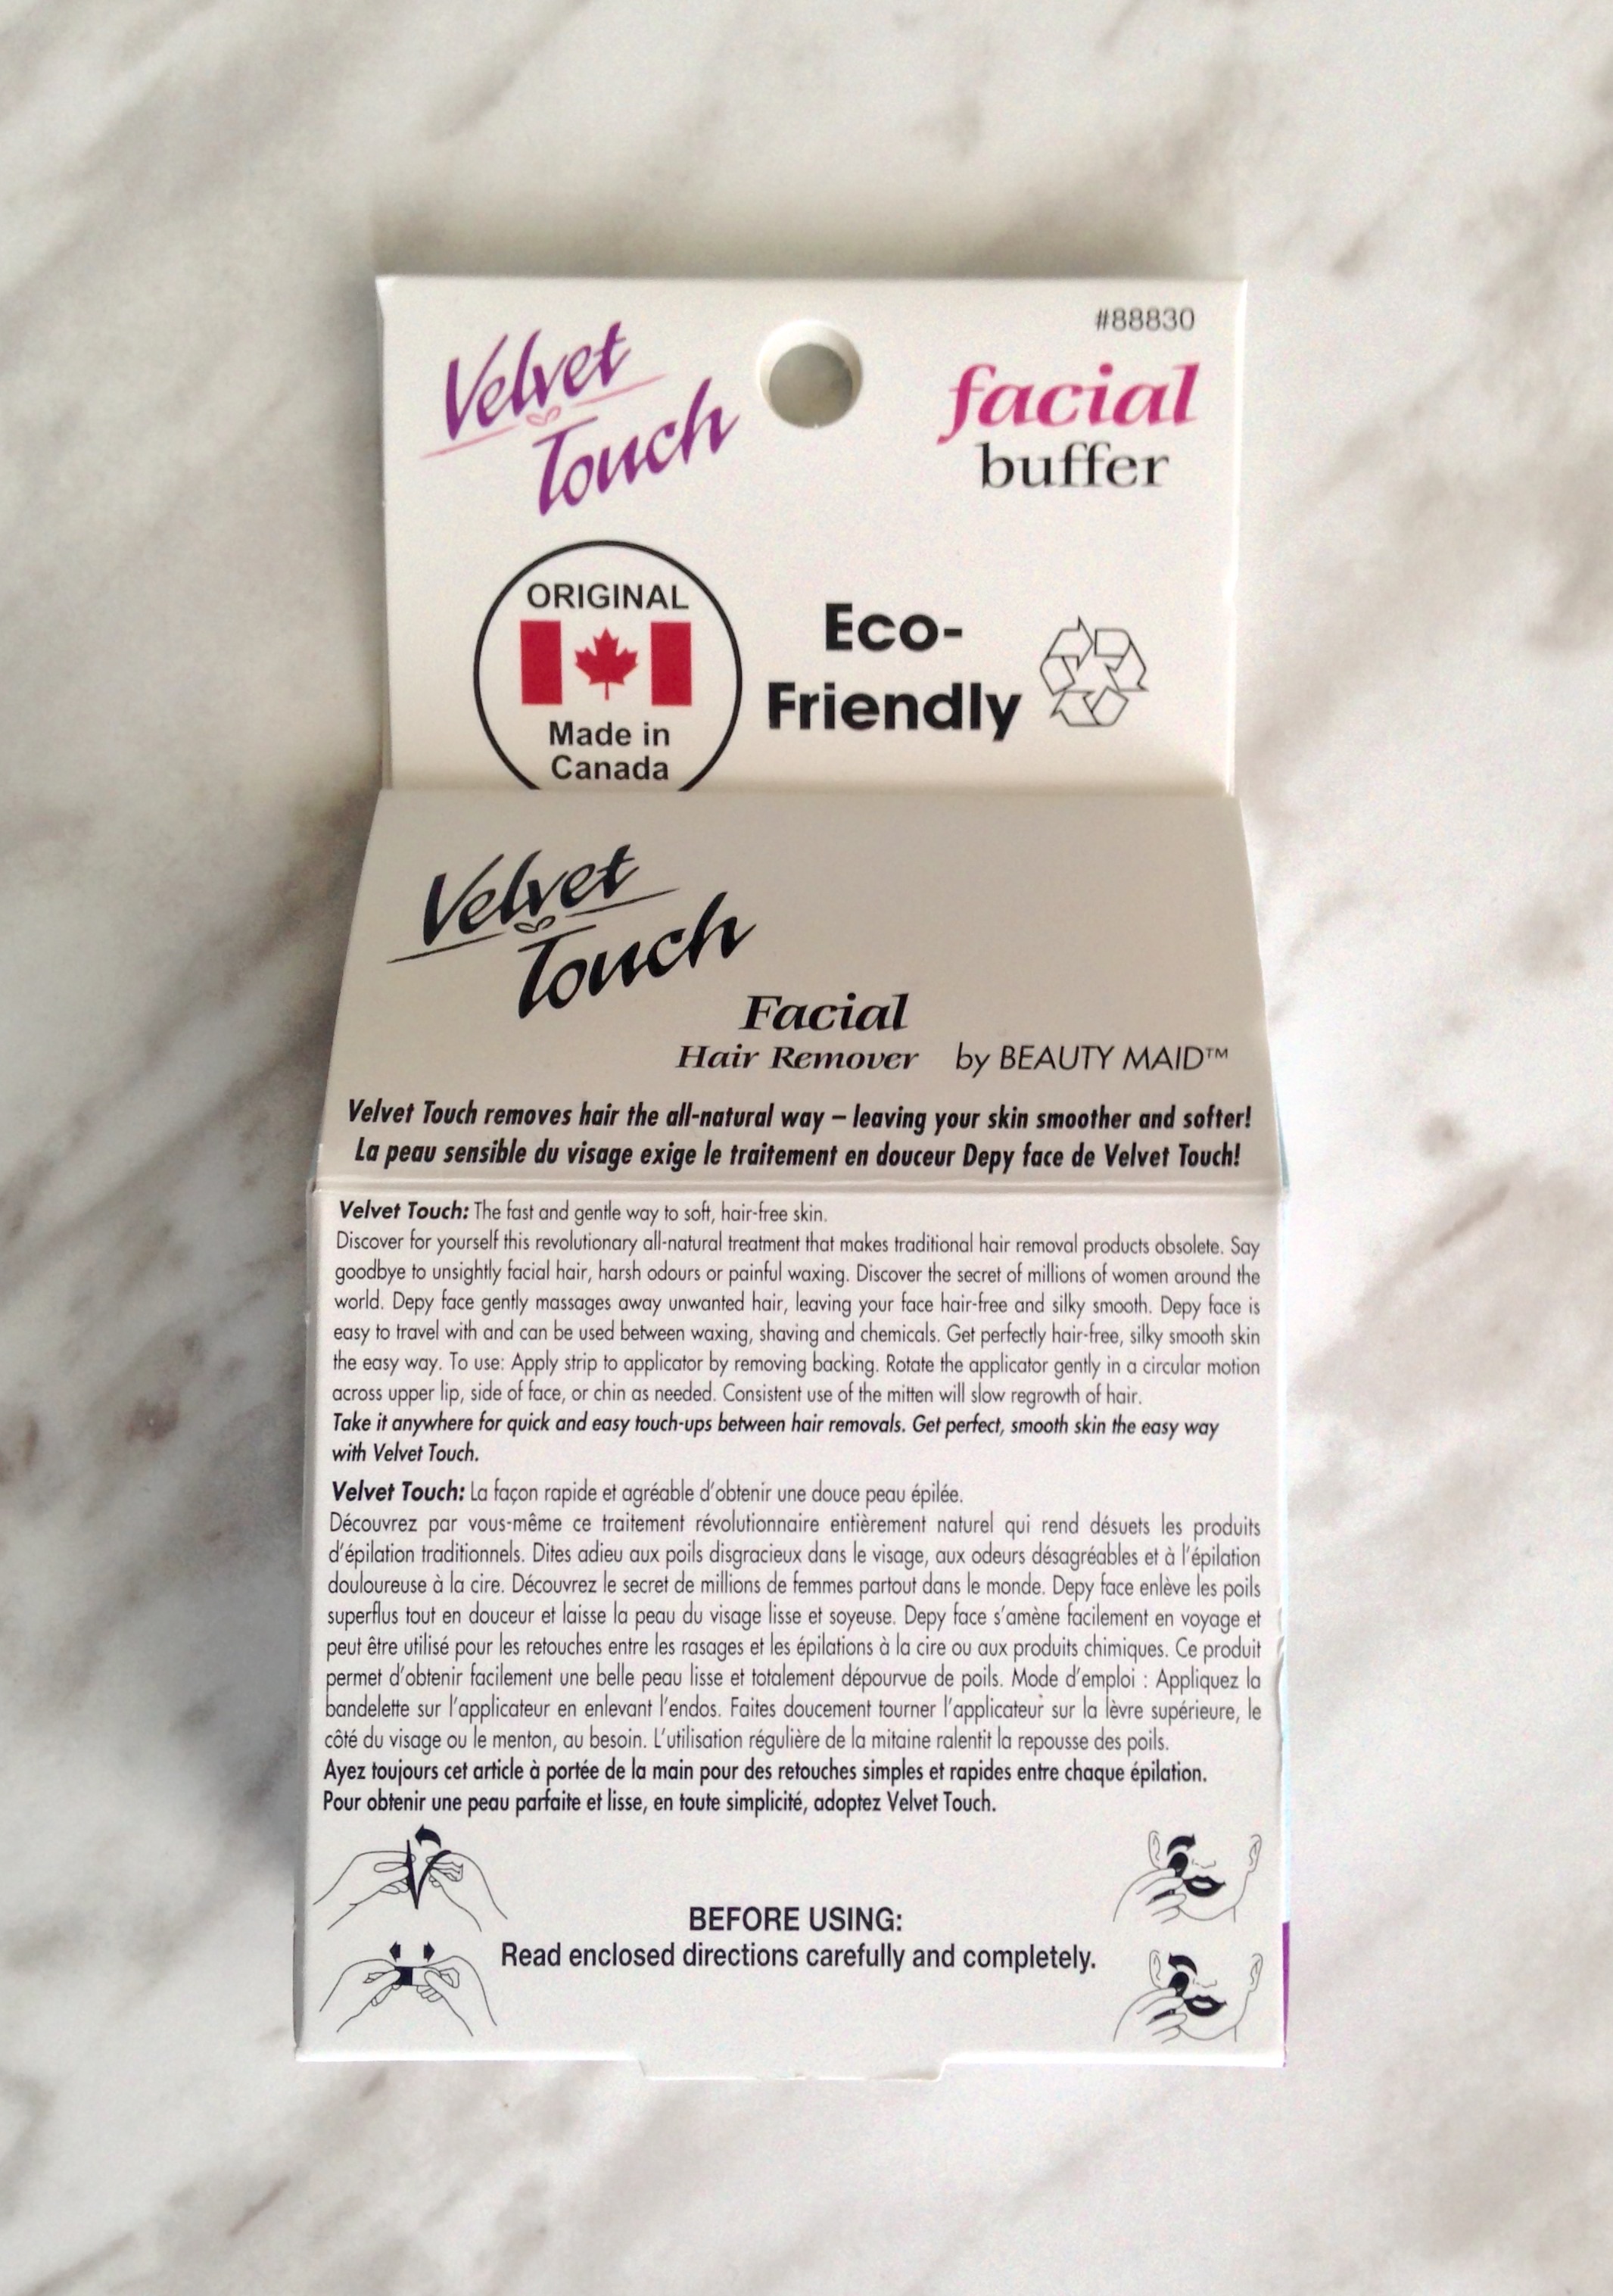 #88830
Velvet
Touch
facial
buffer
ORIGINAL
Made in
Canada
Eco-
Friendly
Velvet
Touch
Facial
Hair Remover by BEAUTY MAID™
Velvet Touch removes hair the all-natural way – leaving your skin smoother and softer!
La peau sensible du visage exige le traitement en douceur Depy face de Velvet Touch!
Velvet Touch: The fast and gentle way to soft, hair-free skin.
Discover for yourself this revolutionary all-natural treatment that makes traditional hair removal products obsolete. Say
goodbye to unsightly facial hair, harsh odours or painful waxing. Discover the secret of millions of women around the
world. Depy face gently massages away unwanted hair, leaving your face hair-free and silky smooth. Depy face is
easy to travel with and can be used between waxing, shaving and chemicals. Get perfectly hair-free, silky smooth skin
the easy way. To use: Apply strip to applicator by removing backing. Rotate the applicator gently in a circular motion
across upper lip, side of face, or chin as needed. Consistent use of the mitten will slow regrowth of hair.
Take it anywhere for quick and easy touch-ups between hair removals. Get perfect, smooth skin the easy way
with Velvet Touch.
Velvet Touch: La façon rapide et agréable d'obtenir une douce peau épilée.
Découvrez par vous-même ce traitement révolutionnaire entièrement naturel qui rend désuets les produits
d'épilation traditionnels. Dites adieu aux poils disgracieux dans le visage, aux odeurs désagréables et à l'épilation
douloureuse à la cire. Découvrez le secret de millions de femmes partout dans le monde. Depy face enlève les poils
superflus tout en douceur et laisse la peau du visage lisse et soyeuse. Depy face s'amène facilement en voyage et
peut être utilisé pour les retouches entre les rasages et les épilations à la cire ou aux produits chimiques. Ce produit
permet d'obtenir facilement une belle peau lisse et totalement dépourvue de poils. Mode d'emploi : Appliquez la
bandelette sur l'applicateur en enlevant l'endos. Faites doucement tourner l'applicateur sur la lèvre supérieure, le
côté du visage ou le menton, au besoin. L'utilisation régulière de la mitaine ralentit la repousse des poils.
Ayez toujours cet article à portée de la main pour des retouches simples et rapides entre chaque épilation.
Pour obtenir une peau parfaite et lisse, en toute simplicité, adoptez Velvet Touch.
BEFORE USING:
Read enclosed directions carefully and completely.